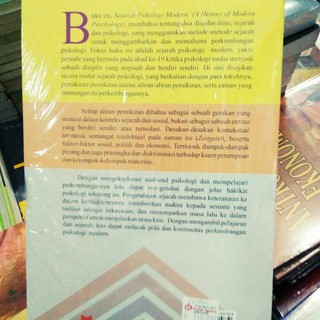 Buku ini, Sejarah Psikologi Modern (A History of Modern
Psychology), membahas tentang dua disiplin ilmu, sejarah
dan psikologi, yang menggunakan metode-metode sejarah
untuk menggambarkan dan memahami perkembangan
psikologi. Fokus buku ini adalah sejarah psikologi modern, yaitu
periode yang bermula pada abad ke-19 ketika psikologi mulai menjadi
sebuah disiplin yang terpisah dan berdiri sendiri. Di sini disajikan
secara runtut sejarah psikologi, yang berkaitan dengan para tokohnya,
pemikiran-pemikiran utama, aliran-aliran pemikiran, serta zaman yang
memengaruhi perkembangannya.
Setiap aliran pemikiran dibahas sebagai sebuah gerakan yang
muncul dalam konteks sejarah dan sosial, bukan sebagai sebuah entitas
yang berdiri sendiri atau terisolasi. Desakan-desakan kontekstual
termasuk semangat intelektual pada zaman itu (Zeitgeist), beserta
faktor-faktor sosial, politik dan ekonomi. Termasuk dampak-dampak
perang dan juga prasangka dan diskriminasi terhadap kaum perempuan
dan kelompok-kelompok minoritas.
Dengan mengeksplorasi asal-usul psikologi dan mempelajari
perkembangannya kita dapat mengetahui dengan jelas hakikat
psikologi sekarang ini. Pengetahuan sejarah membawa keteraturan ke
dalam ketidakteraturan, memberikan makna kepada sesuatu yang
terlihat sebagai kekacauan, dan menempatkan masa lalu ke dalam
perspektif untuk menjelaskan masa kini. Dengan mengambil pelajaran
dari sejarah, kita dapat melacak pola dan kontinuitas perkembangan
psikologi modern.